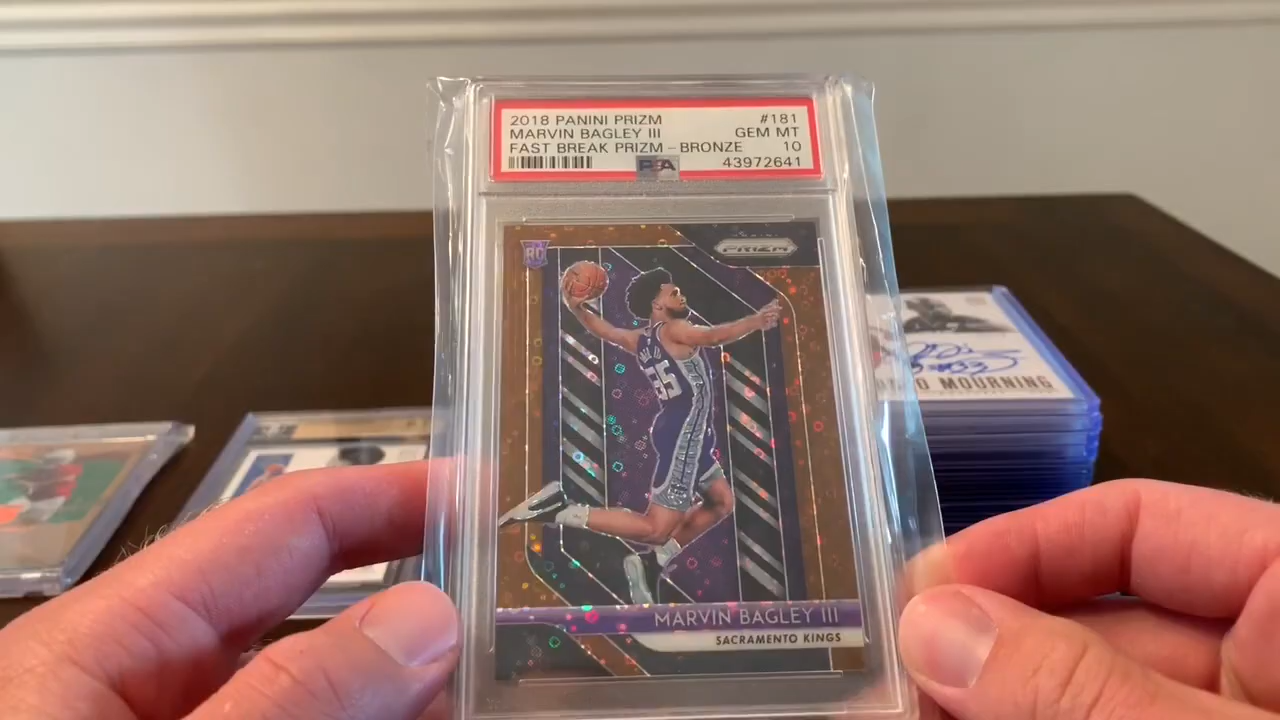 2018 PANINI PRIZM #181
MARVIN BAGLEY III GEM MT
FAST BREAK PRIZM - BRONZE 10
PSA 43972641
RC
PRIZM
MARVIN BAGLEY III
SACRAMENTO KINGS
MOURNING